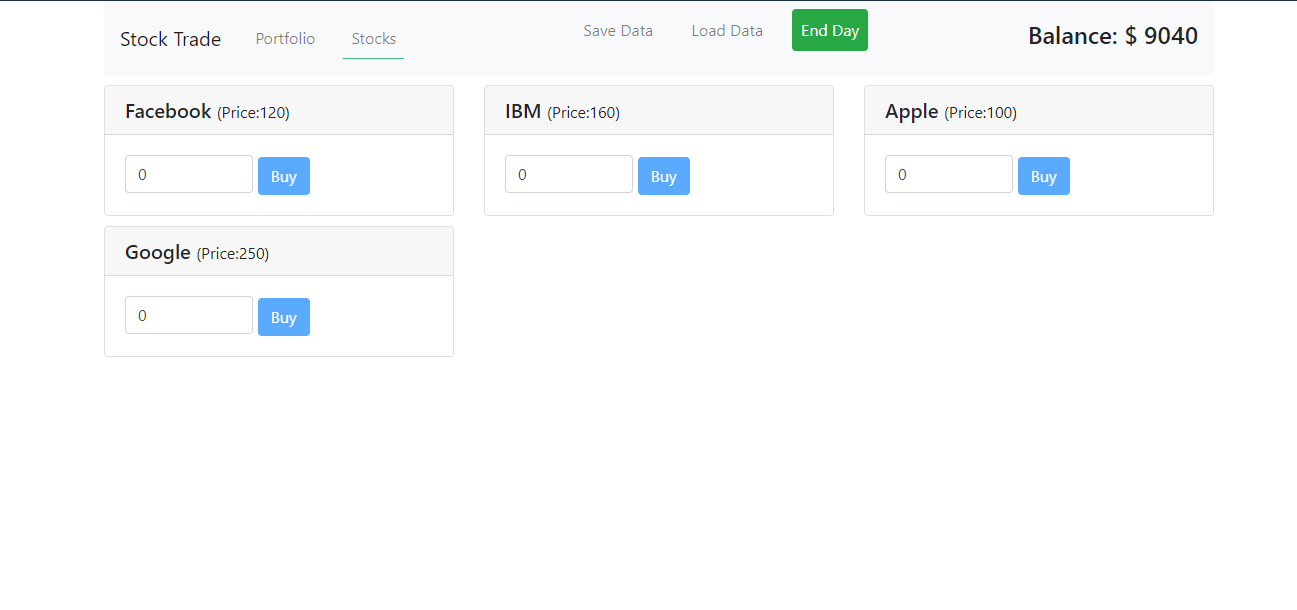 Stock Trade Portfolio Stocks Save Data Load Data End Day Balance: $ 9040
Facebook (Price:120) IBM (Price:160) Apple (Price:100)
0 Buy 0 Buy 0 Buy
Google (Price:250)
0 Buy